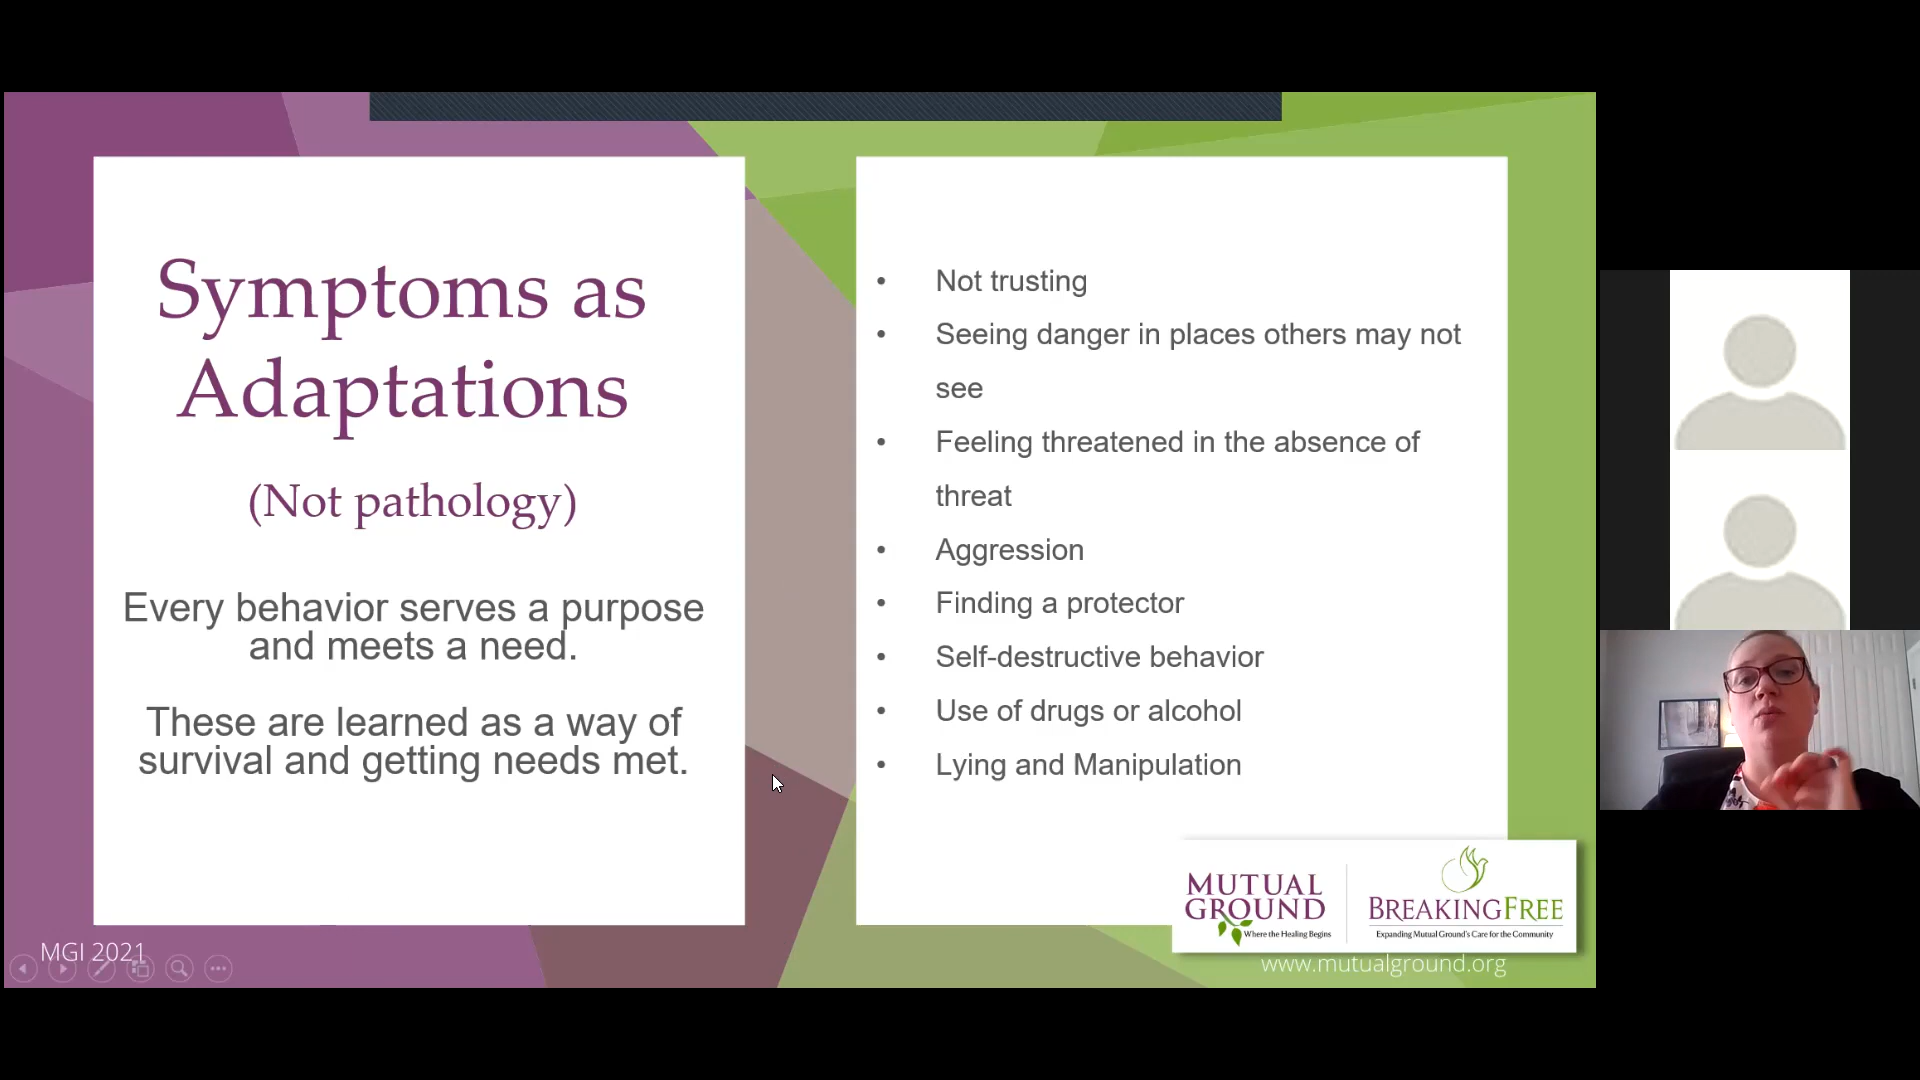 Symptoms as
Adaptations
(Not pathology)
Every behavior serves a purpose
and meets a need.
These are learned as a way of
survival and getting needs met.
• Not trusting
• Seeing danger in places others may not
see
• Feeling threatened in the absence of
threat
• Aggression
• Finding a protector
• Self-destructive behavior
• Use of drugs or alcohol
• Lying and Manipulation
MUTUAL
GROUND
Where the Healing Begins
BREAKINGFREE
Expanding Mutual Ground's Care for the Community
MGI 2021
www.mutualground.org